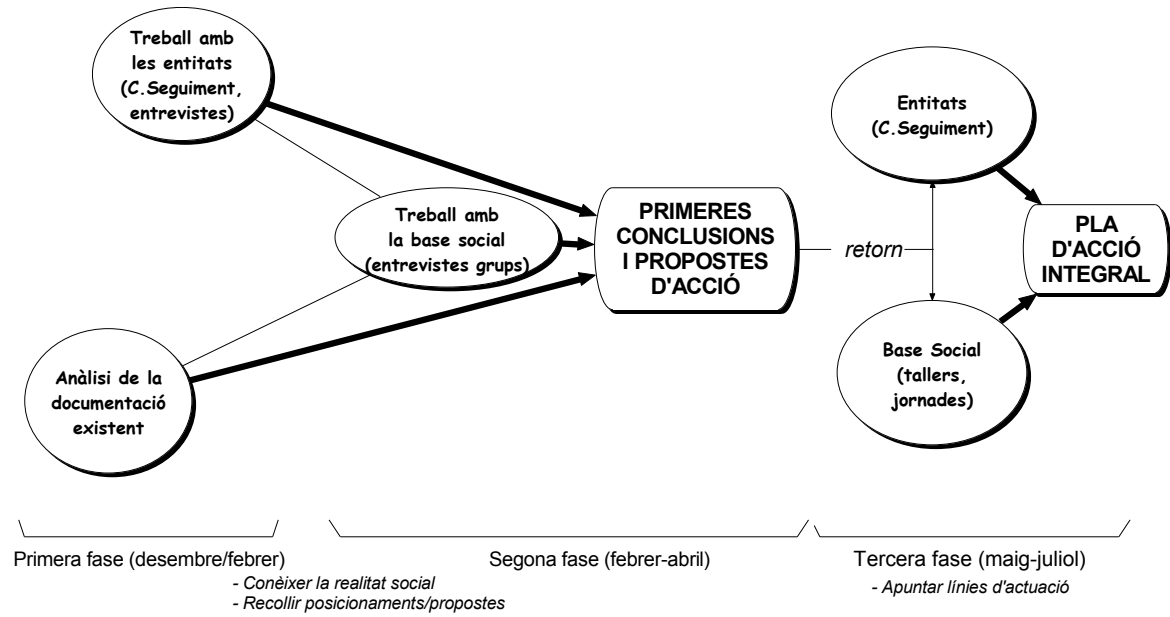 Treball amb
les entitats
(C.Seguiment,
entrevistes)
Treball amb
la base social
(entrevistes grups)
Anàlisi de la
documentació
existent
PRIMERES
CONCLUSIONS
I PROPOSTES
D'ACCIÓ
retorn
Entitats
(C.Seguiment)
Base Social
(tallers,
jornades)
PLA
D'ACCIÓ
INTEGRAL
Primera fase (desembre/febrer)
Segona fase (febrer-abril)
- Conèixer la realitat social
- Recollir posicionaments/propostes
Tercera fase (maig-juliol)
- Apuntar línies d'actuació